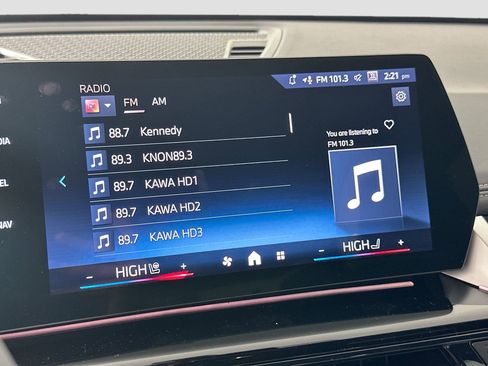 RADIO
FM 101.3 2:21 pm
FM AM
88.7 Kennedy
89.3 KNON89.3
89.7 KAWA HD1
89.7 KAWA HD2
89.7 KAWA HD3
You are listening to
FM 101.3
DIA
EL
NAV
− HIGH +
− HIGH +